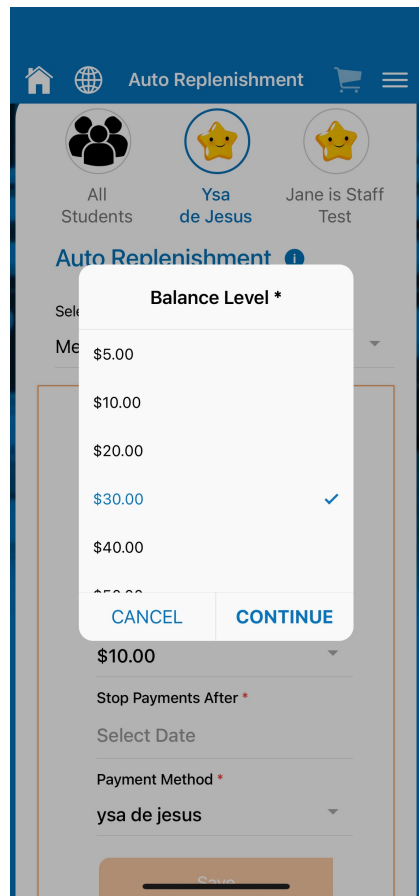 Auto Replenishment
All
Students
Ysa
de Jesus
Jane is Staff
Test
Auto Replenishment
Balance Level *
$5.00
$10.00
$20.00
$30.00
$40.00
CANCEL
CONTINUE
$10.00
Stop Payments After *
Select Date
Payment Method *
ysa de jesus
Save